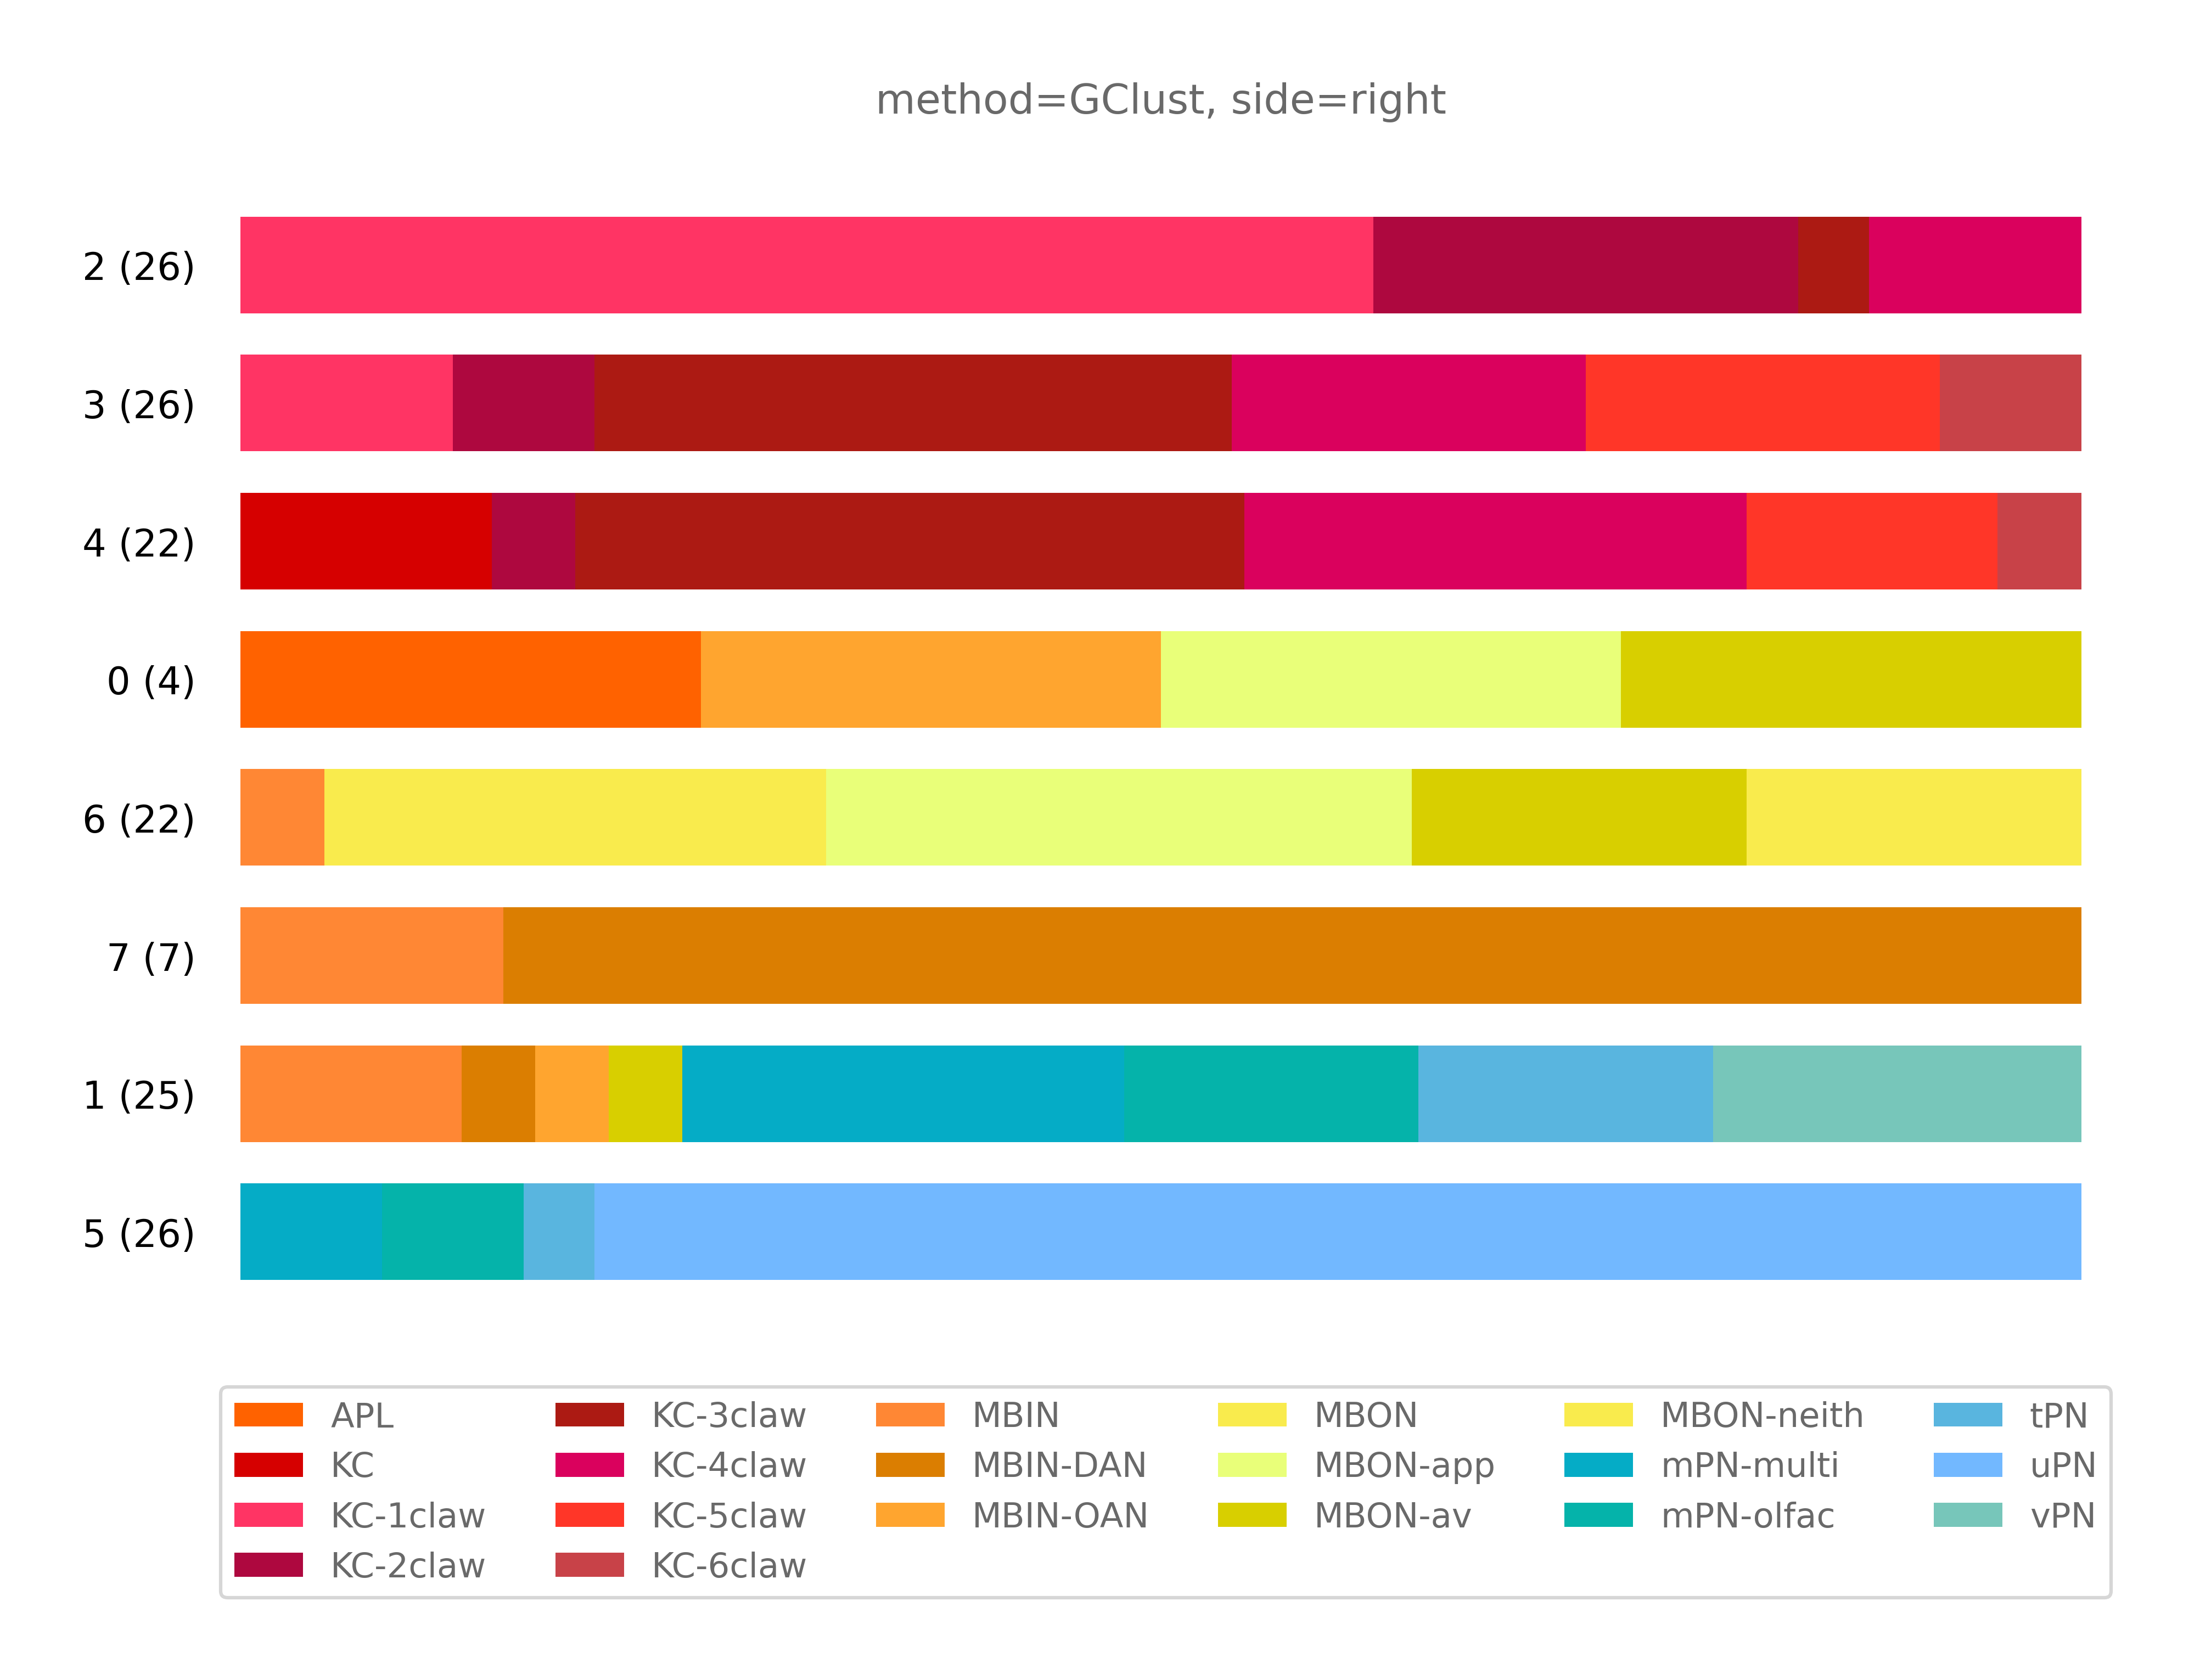 method=GClust, side=right
2 (26)
3 (26)
4 (22)
0 (4)
6 (22)
7 (7)
1 (25)
5 (26)
APL KC-3claw MBIN MBON MBON-neith tPN
KC KC-4claw MBIN-DAN MBON-app mPN-multi uPN
KC-1claw KC-5claw MBIN-OAN MBON-av mPN-olfac vPN
KC-2claw KC-6claw